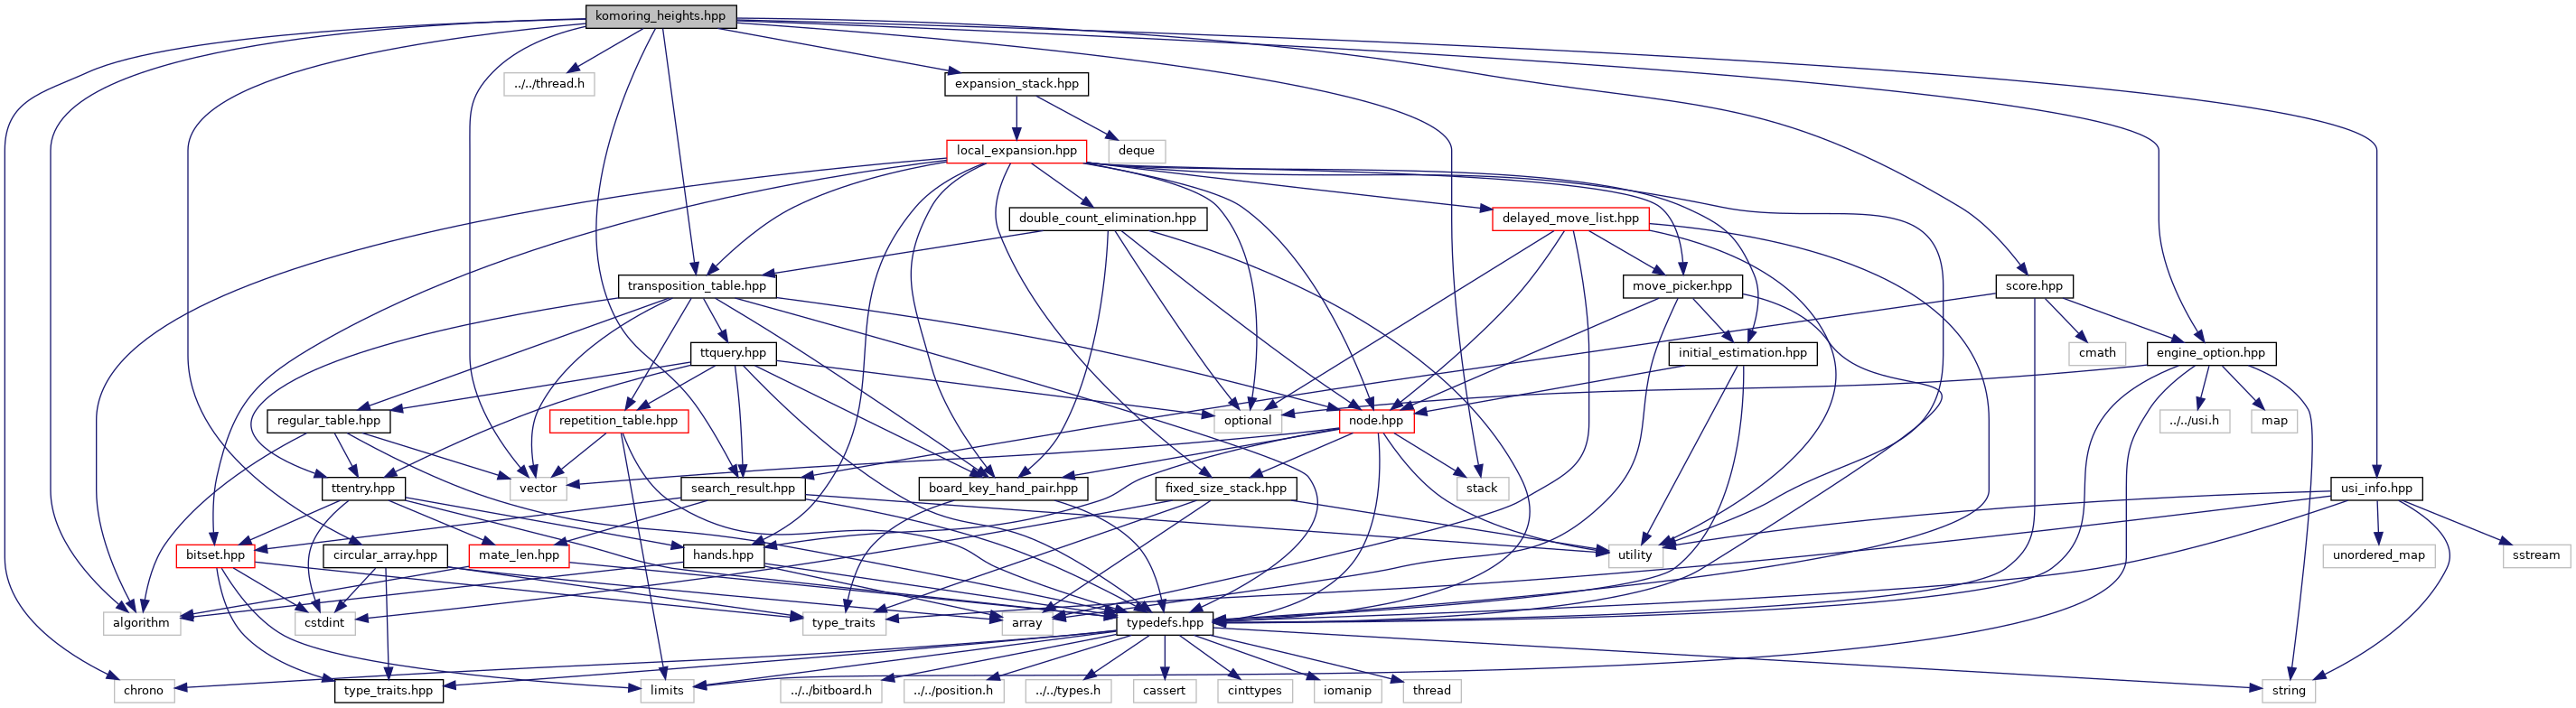 komoring_heights.hpp
../../thread.h
expansion_stack.hpp
local_expansion.hpp
deque
double_count_elimination.hpp
delayed_move_list.hpp
transposition_table.hpp
move_picker.hpp
score.hpp
ttquery.hpp
initial_estimation.hpp
cmath
engine_option.hpp
regular_table.hpp
repetition_table.hpp
optional
node.hpp
../../usi.h
map
ttentry.hpp
vector
search_result.hpp
board_key_hand_pair.hpp
fixed_size_stack.hpp
stack
usi_info.hpp
bitset.hpp
circular_array.hpp
mate_len.hpp
hands.hpp
utility
unordered_map
sstream
algorithm
cstdint
type_traits
array
typedefs.hpp
chrono
type_traits.hpp
limits
../../bitboard.h
../../position.h
../../types.h
cassert
cinttypes
iomanip
thread
string